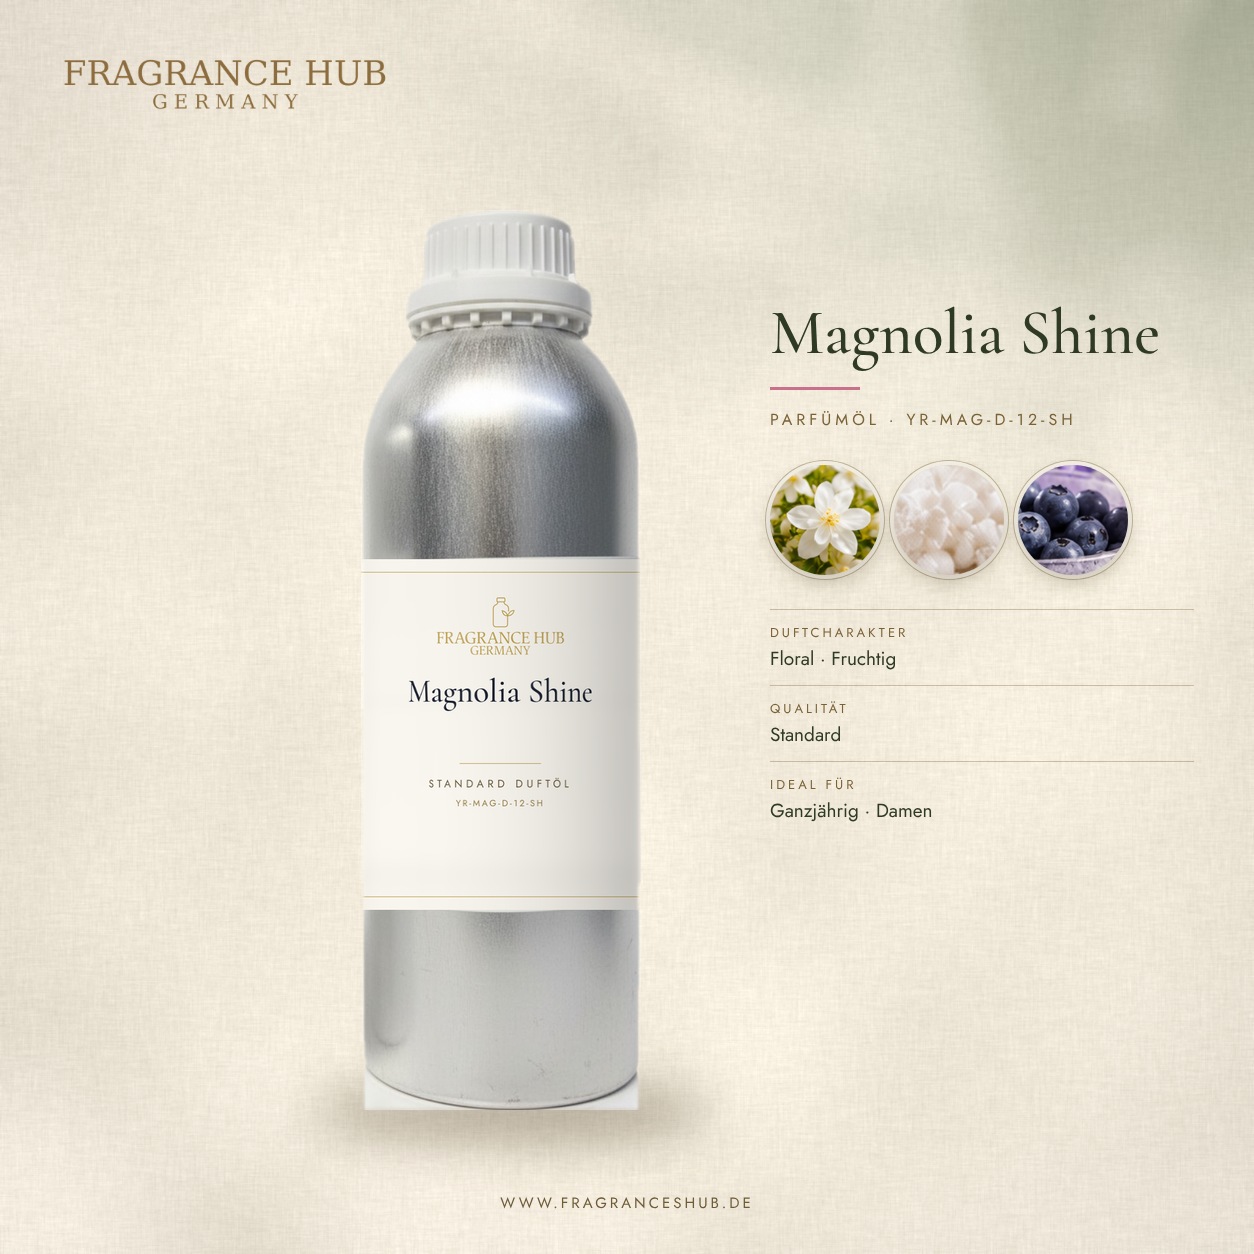 FRAGRANCE HUB
GERMANY
Magnolia Shine
PARFÜMÖL · YR-MAG-D-12-SH
DUFTCHARAKTER
Floral · Fruchtig
QUALITÄT
Standard
IDEAL FÜR
Ganzjährig · Damen
FRAGRANCE HUB
GERMANY
Magnolia Shine
STANDARD DUFTÖL
YR-MAG-D-12-SH
WWW.FRAGRANCESHUB.DE